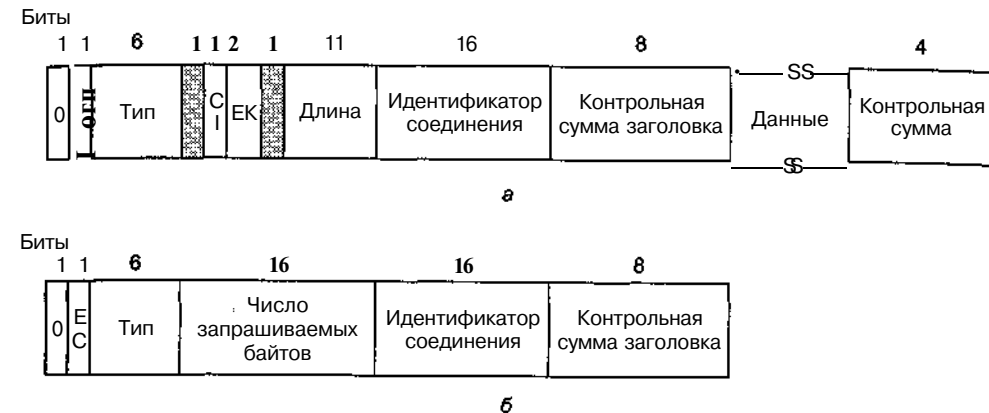 Биты
1 1 6 1 1 2 1 11 16 8 4
0 Тип C I ЕК Длина Идентификатор соединения Контрольная сумма заголовка SS Данные SS Контрольная сумма
а
Биты
1 1 6 16 16 8
0 E C Тип Число запрашиваемых байтов Идентификатор соединения Контрольная сумма заголовка
б